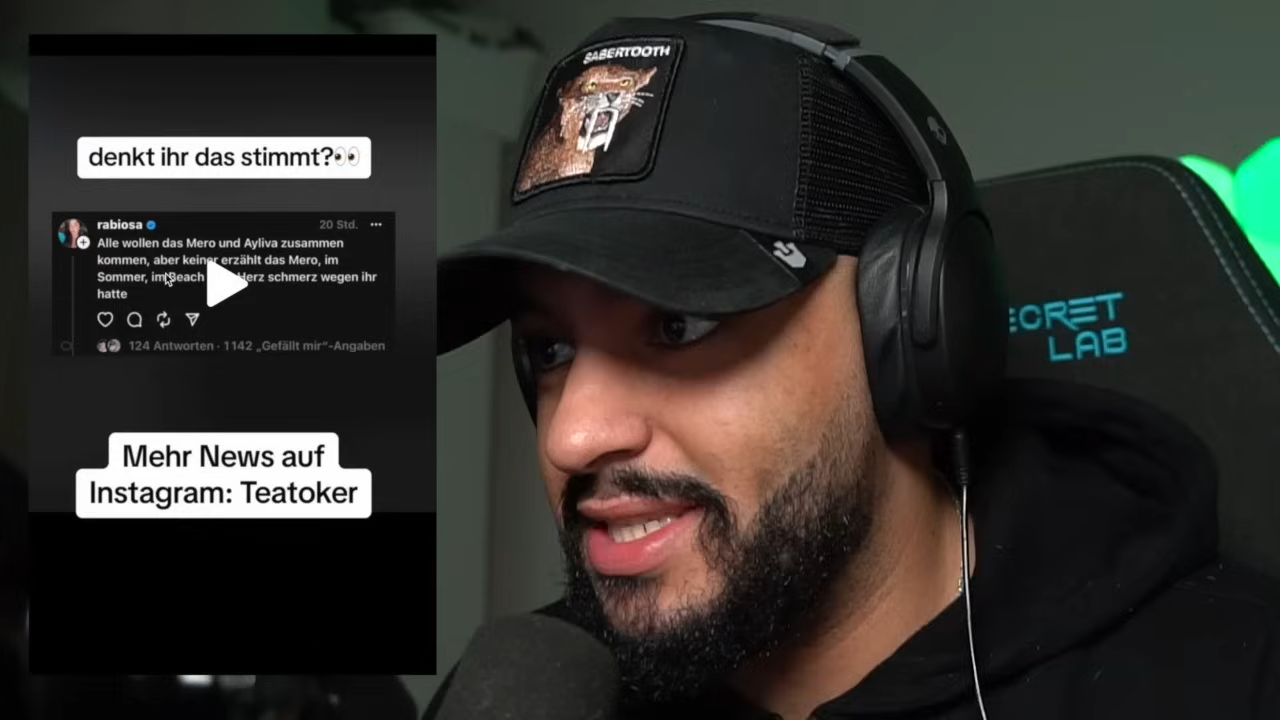 SABERTOOTH
denkt ihr das stimmt?👀
rabiosa
20 Std.
Alle wollen das Mero und Ayliva zusammen
kommen, aber keiner erzählt das Mero, im
Sommer, im Beach Herz schmerz wegen ihr
hatte
124 Antworten · 1142 „Gefällt mir“-Angaben
Mehr News auf
Instagram: Teatoker
SECRET
LAB